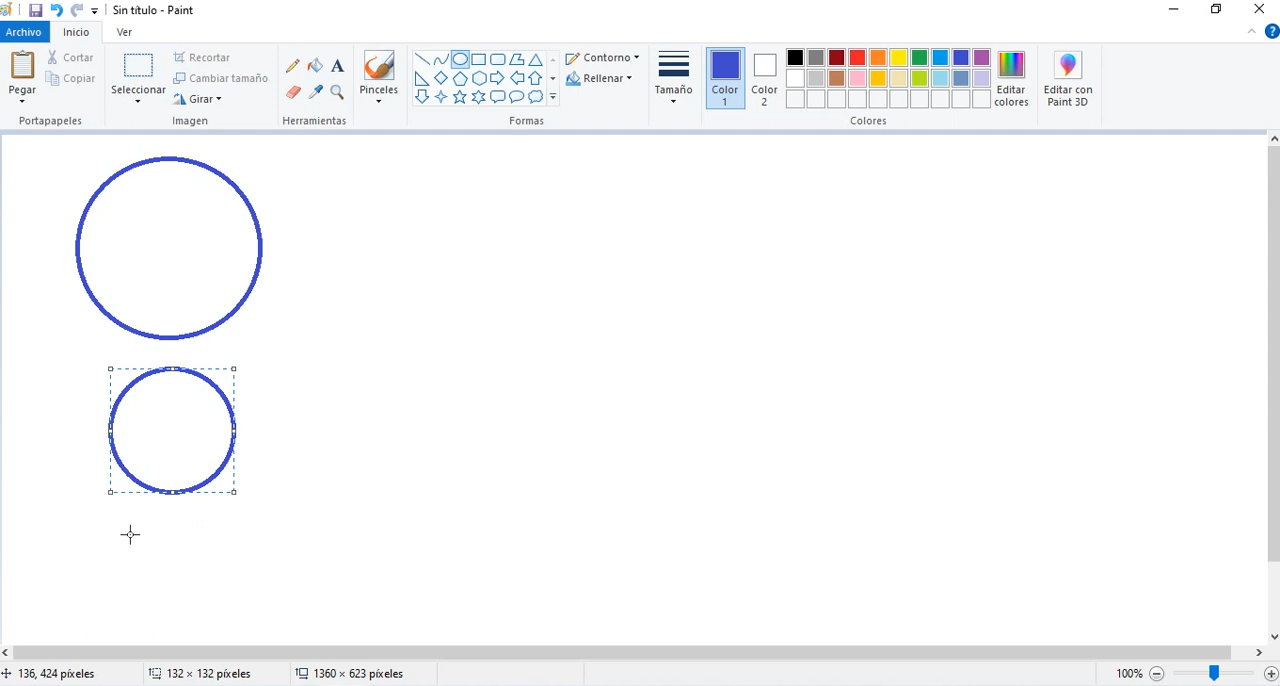 Sin título - Paint
Archivo Inicio Ver
Pegar
Cortar
Copiar
Portapapeles
Seleccionar
Recortar
Cambiar tamaño
Girar
Imagen
A
Herramientas
Pinceles
Contorno
Rellenar
Formas
Tamaño
Color 1
Color 2
Editar colores
Colores
Editar con Paint 3D
136, 424 píxeles 132 × 132 píxeles 1360 × 623 píxeles 100%